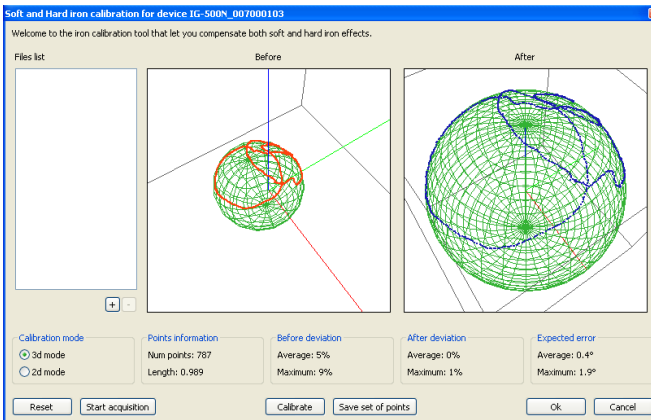 Soft and Hard iron calibration for device IG-500N_007000103
Welcome to the iron calibration tool that let you compensate both soft and hard iron effects.
Files list
Before
After
+
-
Calibration mode
3d mode
2d mode
Points information
Num points: 787
Length: 0.989
Before deviation
Average: 5%
Maximum: 9%
After deviation
Average: 0%
Maximum: 1%
Expected error
Average: 0.4°
Maximum: 1.9°
Reset
Start acquisition
Calibrate
Save set of points
Ok
Cancel